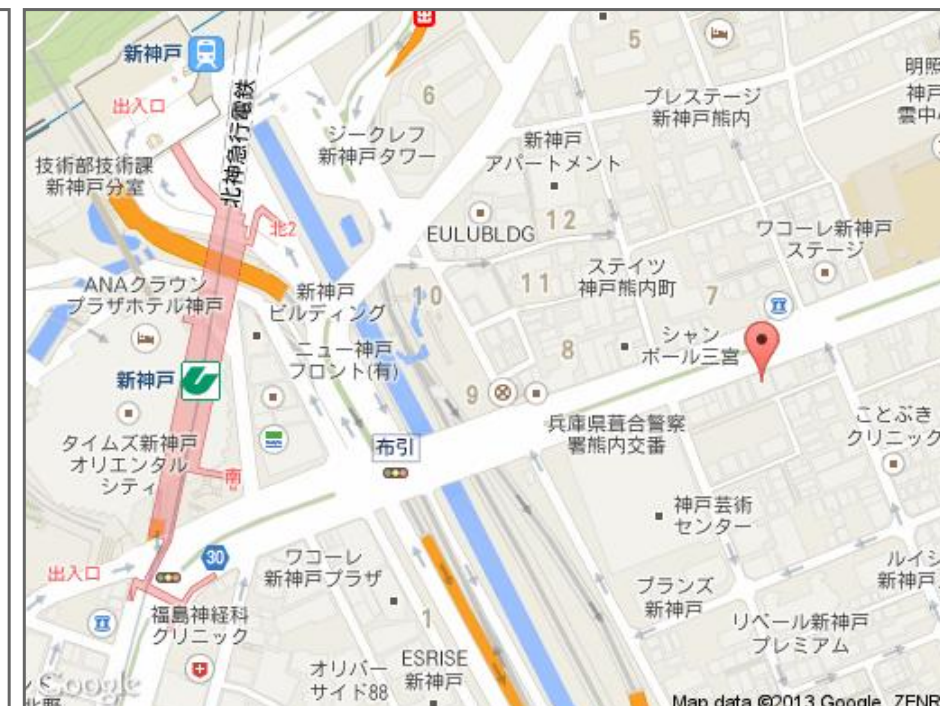 出
新神戸
出入口
北神急行電鉄
技術部技術課
新神戸分室
北2
ジークレフ
新神戸タワー
6
5
プレステージ
新神戸熊内
明照
神戸
雲中
新神戸
アパートメント
EULUBLDG
12
ワコーレ新神戸
ステージ
ANAクラウン
プラザホテル神戸
新神戸
ビルディング
10
11
ステイツ
神戸熊内町
7
ニュー神戸
フロント(有)
8
シャン
ボール三宮
新神戸
9
タイムズ新神戸
オリエンタル
シティ
南
布引
兵庫県葺合警察
署熊内交番
ことぶき
クリニック
神戸芸術
センター
出入口
30
ワコーレ
新神戸プラザ
ブランズ
新神戸
ルイシ
新神戸
福島神経科
クリニック
1
リベール新神戸
プレミアム
オリバー
サイド88
ESRISE
新神戸
Google
北野
Map data ©2013 Google, ZENR